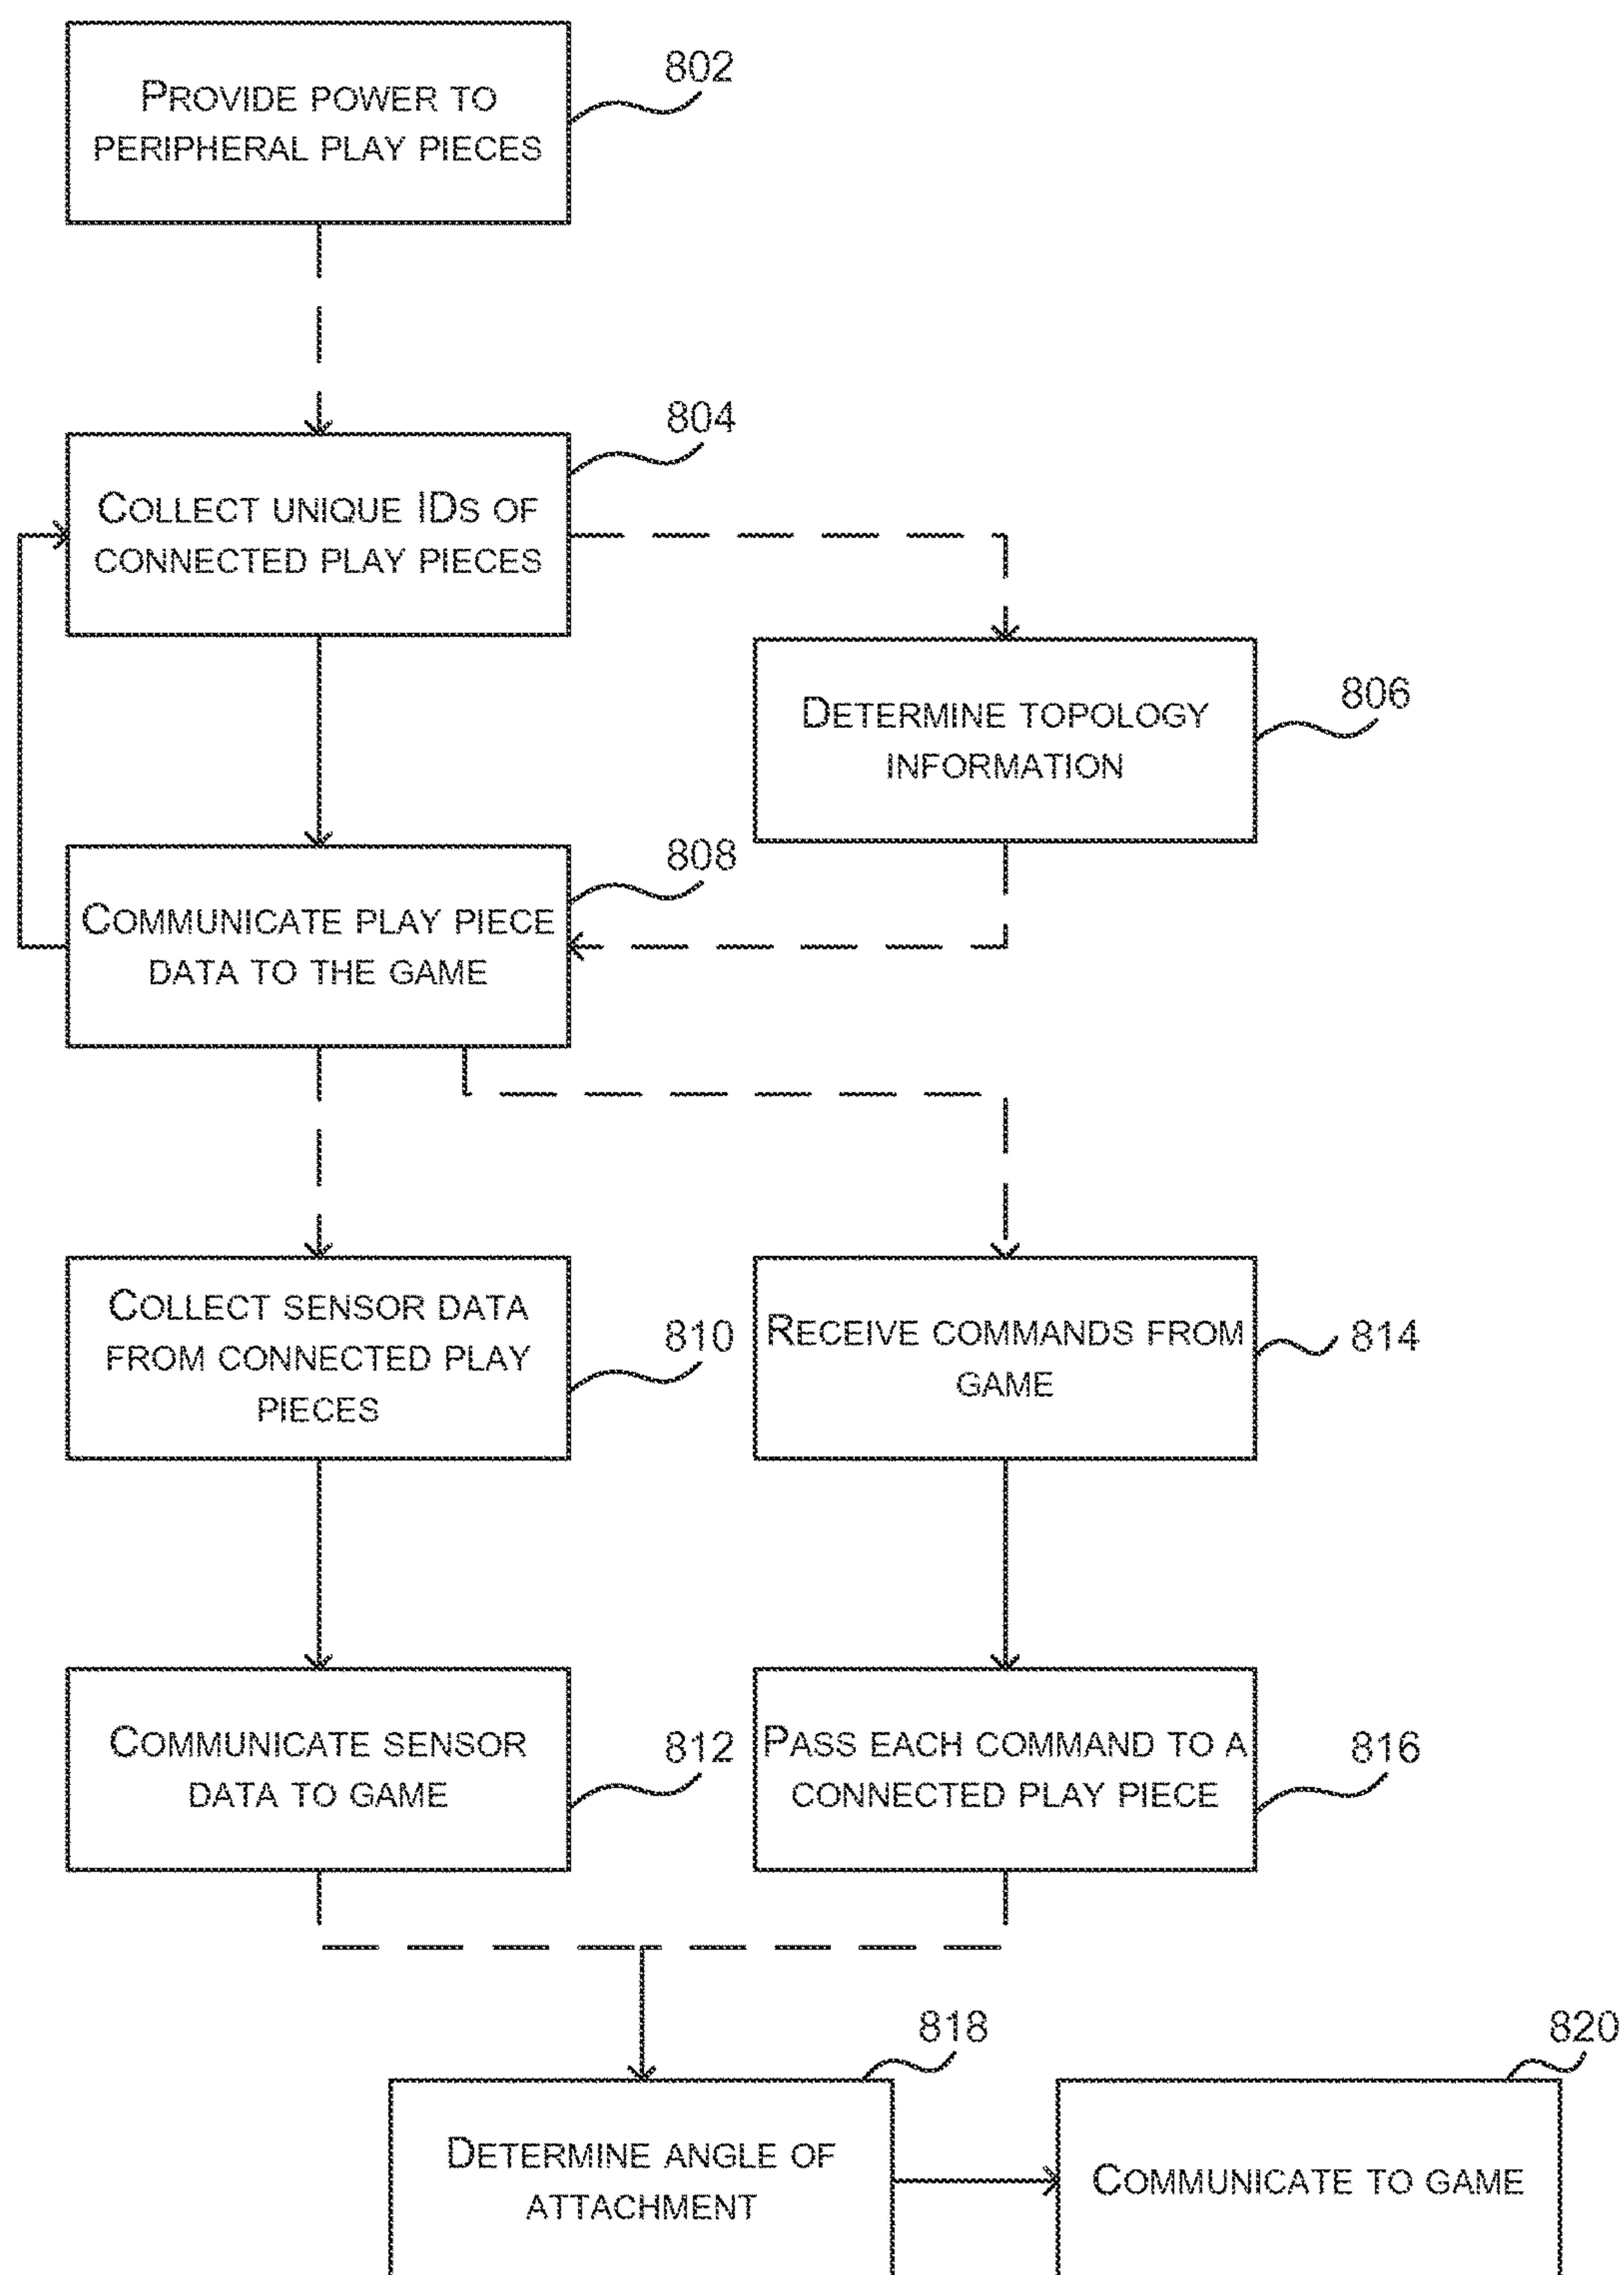 PROVIDE POWER TO
PERIPHERAL PLAY PIECES
802
COLLECT UNIQUE IDS OF
CONNECTED PLAY PIECES
804
DETERMINE TOPOLOGY
INFORMATION
806
COMMUNICATE PLAY PIECE
DATA TO THE GAME
808
COLLECT SENSOR DATA
FROM CONNECTED PLAY
PIECES
810
RECEIVE COMMANDS FROM
GAME
814
COMMUNICATE SENSOR
DATA TO GAME
812
PASS EACH COMMAND TO A
CONNECTED PLAY PIECE
816
DETERMINE ANGLE OF
ATTACHMENT
818
COMMUNICATE TO GAME
820